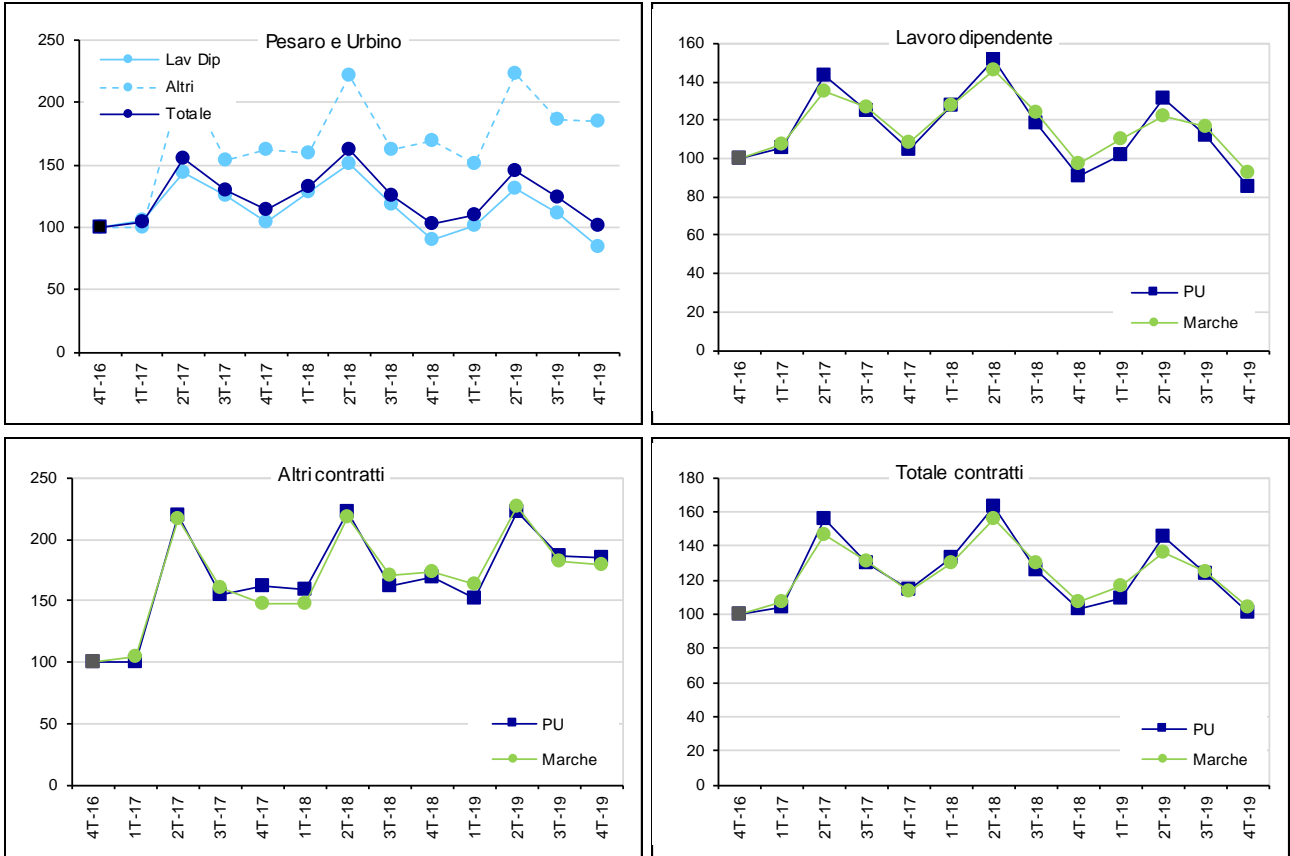 Pesaro e Urbino
250
200
150
100
50
0
Lav Dip
Altri
Totale
4T-16
1T-17
2T-17
3T-17
4T-17
1T-18
2T-18
3T-18
4T-18
1T-19
2T-19
3T-19
4T-19
Lavoro dipendente
160
140
120
100
80
60
40
20
0
PU
Marche
4T-16
1T-17
2T-17
3T-17
4T-17
1T-18
2T-18
3T-18
4T-18
1T-19
2T-19
3T-19
4T-19
Altri contratti
250
200
150
100
50
0
PU
Marche
4T-16
1T-17
2T-17
3T-17
4T-17
1T-18
2T-18
3T-18
4T-18
1T-19
2T-19
3T-19
4T-19
Totale contratti
180
160
140
120
100
80
60
40
20
0
PU
Marche
4T-16
1T-17
2T-17
3T-17
4T-17
1T-18
2T-18
3T-18
4T-18
1T-19
2T-19
3T-19
4T-19